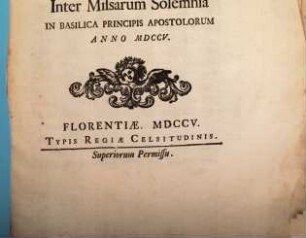 Inter Missarum Solemnia
IN BASILICA PRINCIPIS APOSTOLORUM
ANNO MDCCV.
FLORENTIÆ. MDCCV.
TYPIS REGIÆ CELSITUDINIS.
Superiorum Permissu.